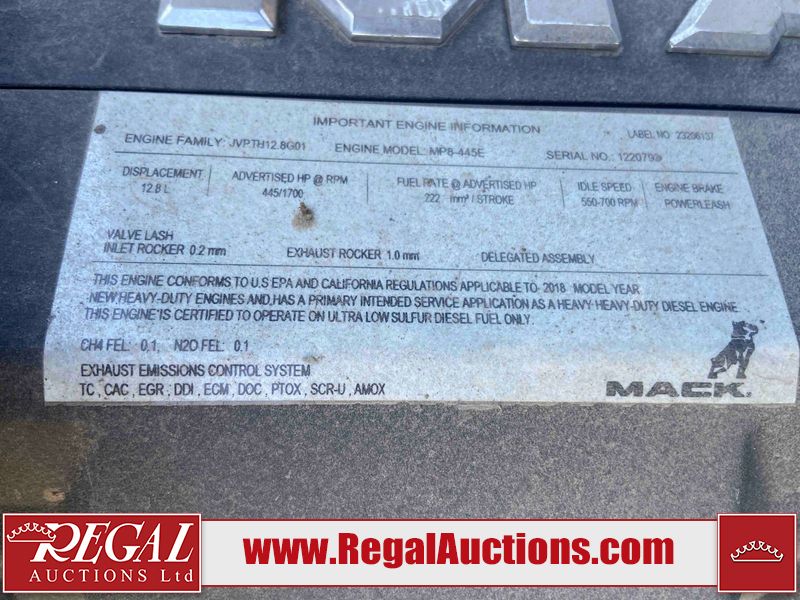 IMPORTANT ENGINE INFORMATION
LABEL NO 23206137
ENGINE FAMILY: JVPTH12.8G01 ENGINE MODEL: MP8-445E SERIAL NO.: 1220793
DISPLACEMENT ADVERTISED HP @ RPM FUEL RATE @ ADVERTISED HP IDLE SPEED ENGINE BRAKE
12.8 L 445/1700 222 mm³ / STROKE 550-700 RPM POWERLEASH
VALVE LASH
INLET ROCKER 0.2 mm EXHAUST ROCKER 1.0 mm DELEGATED ASSEMBLY
THIS ENGINE CONFORMS TO U.S EPA AND CALIFORNIA REGULATIONS APPLICABLE TO 2018 MODEL YEAR
NEW HEAVY-DUTY ENGINES AND HAS A PRIMARY INTENDED SERVICE APPLICATION AS A HEAVY-HEAVY-DUTY DIESEL ENGINE
THIS ENGINE IS CERTIFIED TO OPERATE ON ULTRA LOW SULFUR DIESEL FUEL ONLY.
CH4 FEL: 0.1, N2O FEL: 0.1
EXHAUST EMISSIONS CONTROL SYSTEM
TC , CAC , EGR , DDI , ECM , DOC , PTOX , SCR-U , AMOX
MACK
REGAL
AUCTIONS Ltd
www.RegalAuctions.com